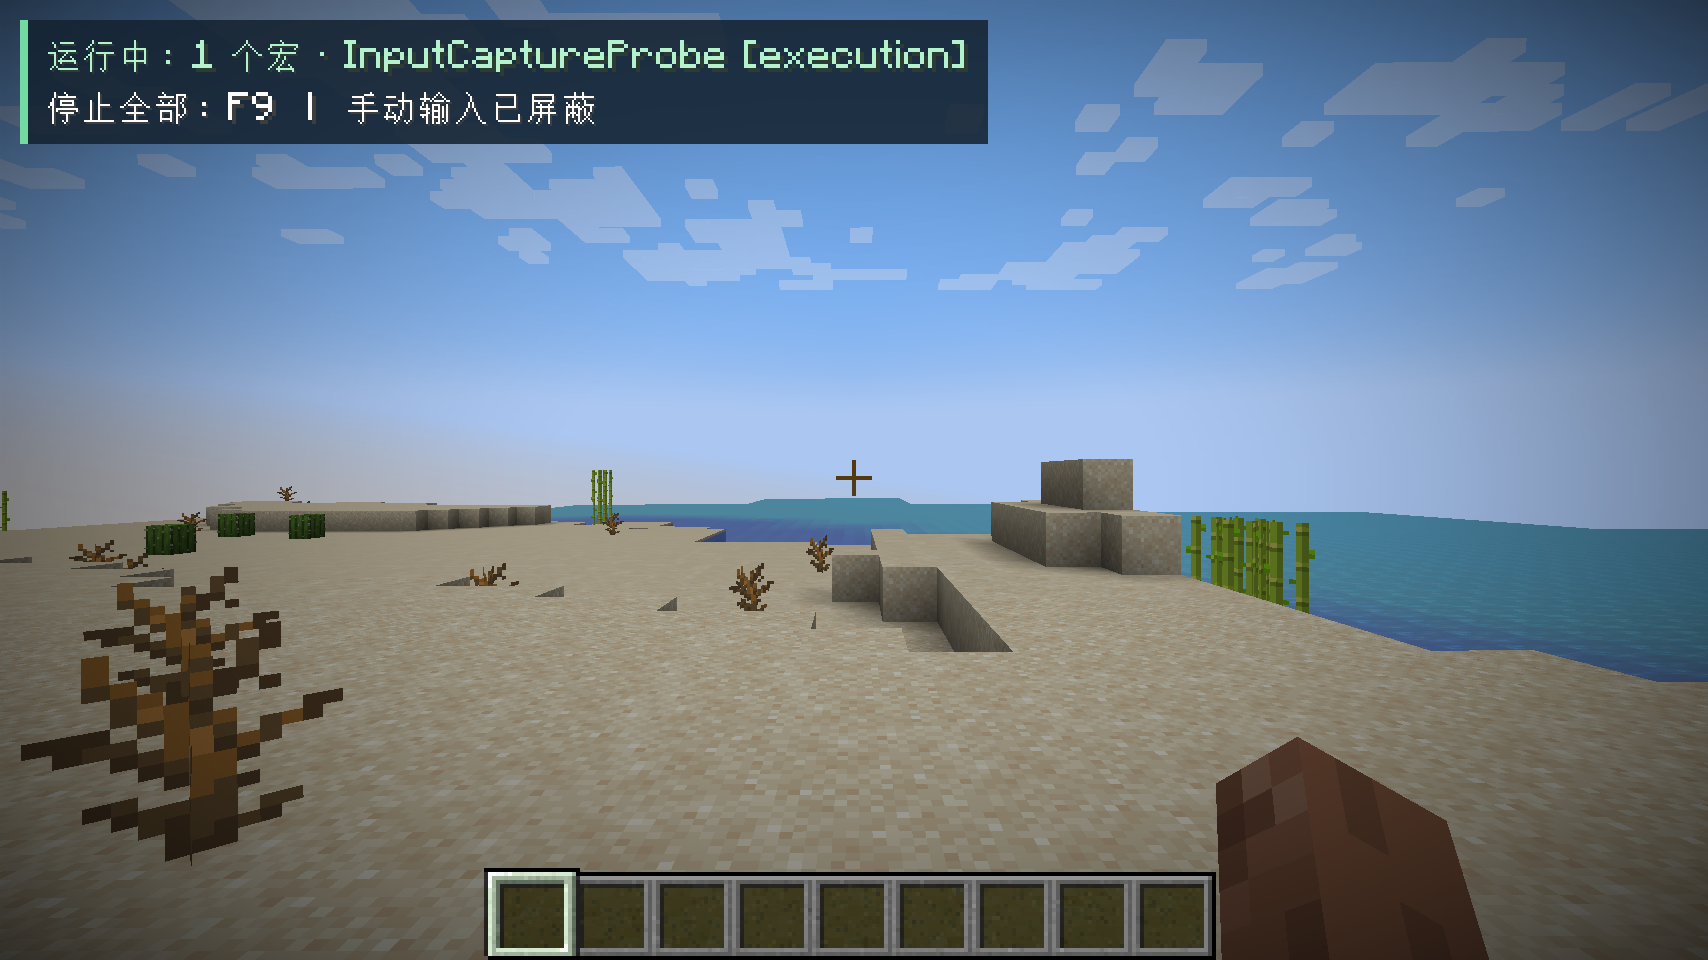 运行中: 1 个宏 · InputCaptureProbe [execution]
停止全部: F9 | 手动输入已屏蔽